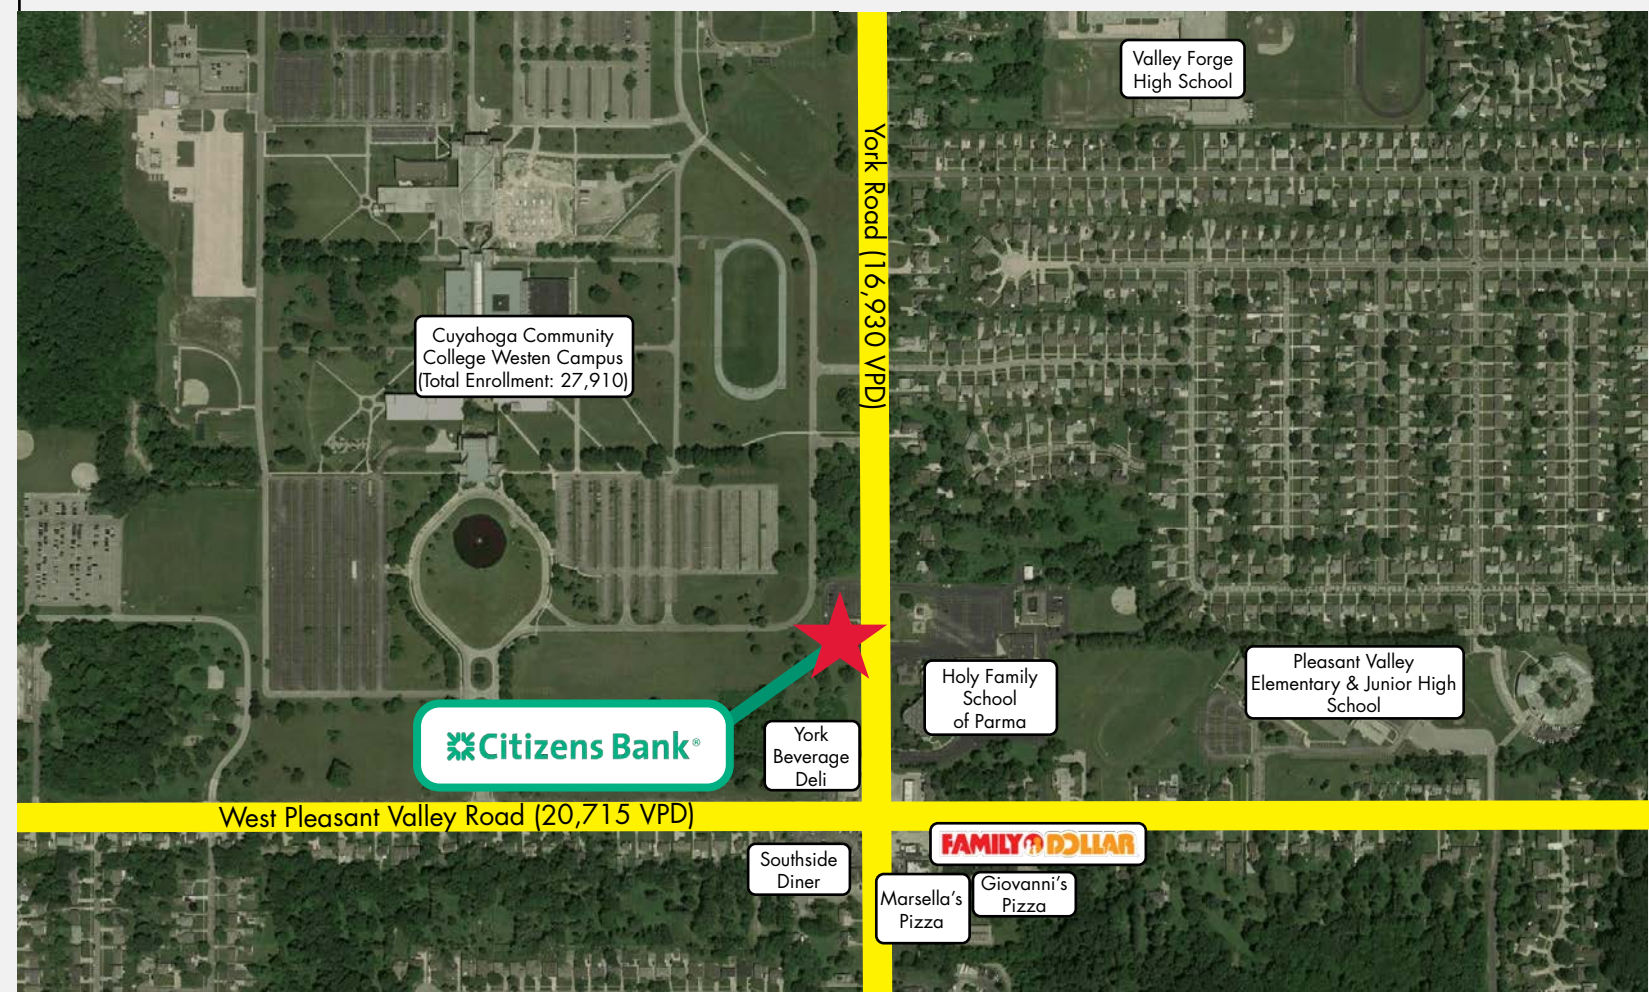 Valley Forge
High School
York Road (16,930 VPD)
Cuyahoga Community
College Westen Campus
(Total Enrollment: 27,910)
Holy Family
School
of Parma
Pleasant Valley
Elementary & Junior High
School
Citizens Bank®
York
Beverage
Deli
West Pleasant Valley Road (20,715 VPD)
FAMILY DOLLAR
Southside
Diner
Marsella's
Pizza
Giovanni's
Pizza